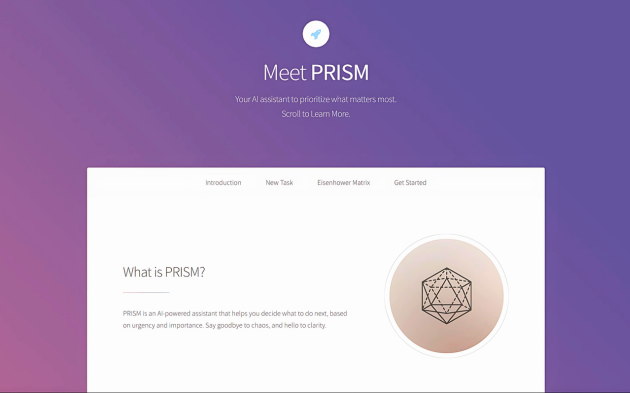 Meet PRISM
Your AI assistant to prioritize what matters most.
Scroll to Learn More.
Introduction New Task Eisenhower Matrix Get Started
What is PRISM?
PRISM is an AI-powered assistant that helps you decide what to do next, based
on urgency and importance. Say goodbye to chaos, and hello to clarity.